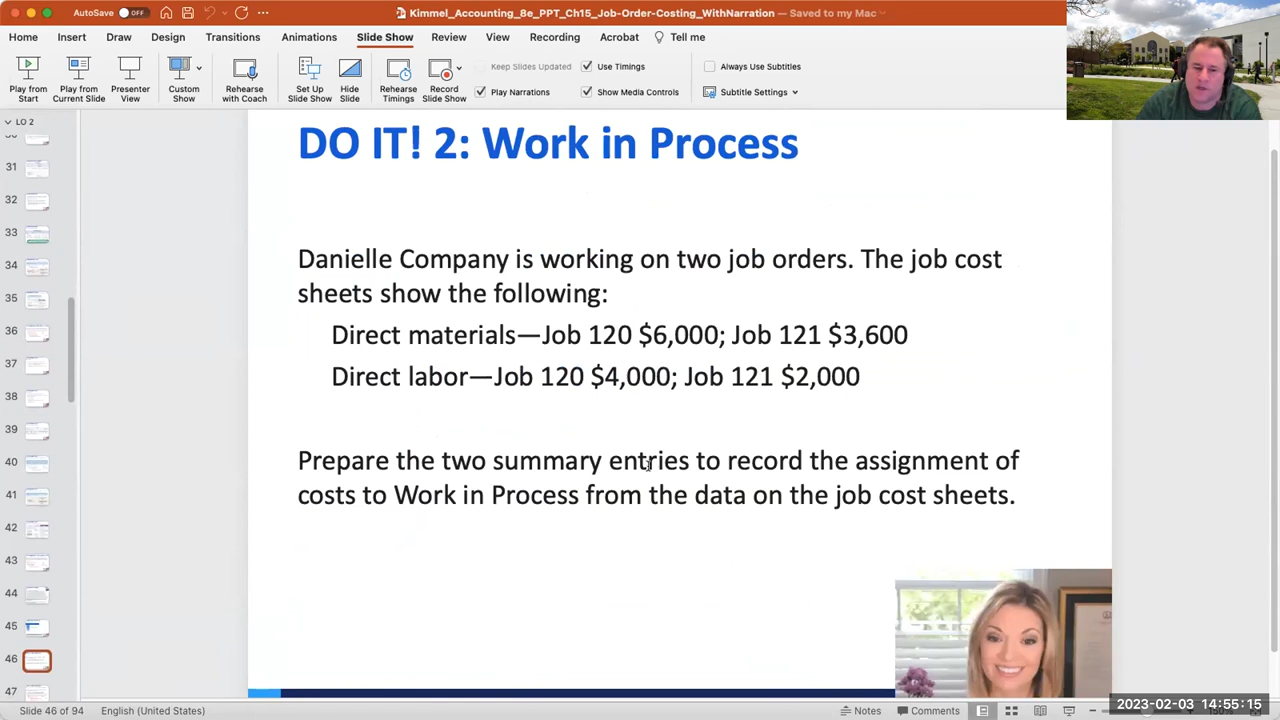 AutoSave OFF
Kimmel_Accounting_8e_PPT_Ch15_Job-Order-Costing_WithNarration — Saved to my Mac
Home Insert Draw Design Transitions Animations Slide Show Review View Recording Acrobat Tell me
Play from Start
Play from Current Slide
Presenter View
Custom Show
Rehearse with Coach
Set Up Slide Show
Hide Slide
Rehearse Timings
Record Slide Show
Keep Slides Updated
Play Narrations
Use Timings
Show Media Controls
Always Use Subtitles
Subtitle Settings
LO 2
31
32
33
34
35
36
37
38
39
40
41
42
43
44
45
46
47
DO IT! 2: Work in Process
Danielle Company is working on two job orders. The job cost
sheets show the following:
Direct materials—Job 120 $6,000; Job 121 $3,600
Direct labor—Job 120 $4,000; Job 121 $2,000
Prepare the two summary entries to record the assignment of
costs to Work in Process from the data on the job cost sheets.
Slide 46 of 94 English (United States) Notes Comments
2023-02-03 14:55:15